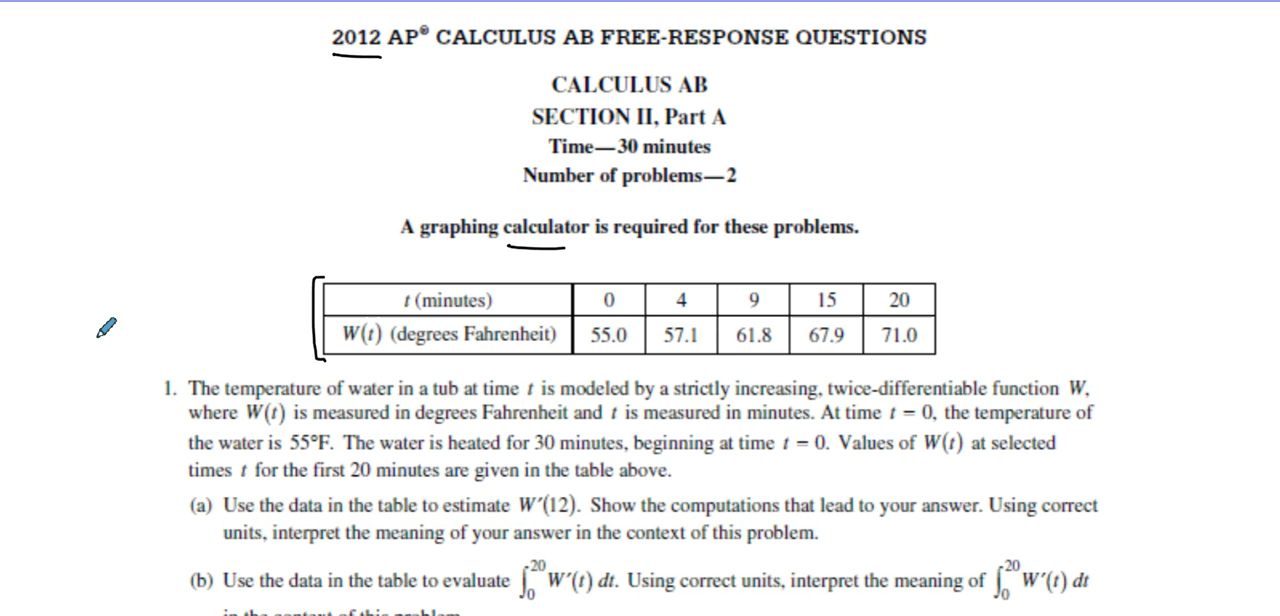 2012 AP® CALCULUS AB FREE-RESPONSE QUESTIONS
CALCULUS AB
SECTION II, Part A
Time—30 minutes
Number of problems—2
A graphing calculator is required for these problems.
t (minutes) 0 4 9 15 20
W(t) (degrees Fahrenheit) 55.0 57.1 61.8 67.9 71.0
1. The temperature of water in a tub at time t is modeled by a strictly increasing, twice-differentiable function W,
where W(t) is measured in degrees Fahrenheit and t is measured in minutes. At time t = 0, the temperature of
the water is 55°F. The water is heated for 30 minutes, beginning at time t = 0. Values of W(t) at selected
times t for the first 20 minutes are given in the table above.
(a) Use the data in the table to estimate W′(12). Show the computations that lead to your answer. Using correct
units, interpret the meaning of your answer in the context of this problem.
(b) Use the data in the table to evaluate ∫₀²⁰ W′(t) dt. Using correct units, interpret the meaning of ∫₀²⁰ W′(t) dt
in the context of this problem.